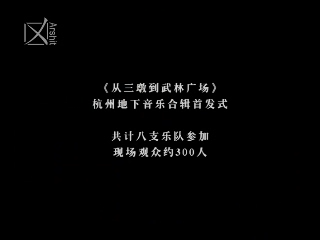 Arshit
《从三墩到武林广场》
杭州地下音乐合辑首发式
共计八支乐队参加
现场观众约300人